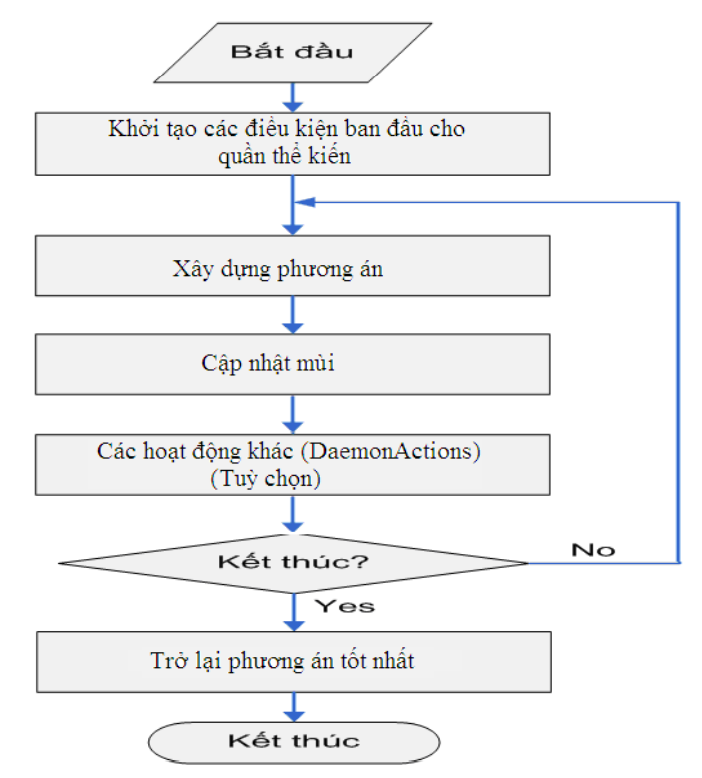 Bắt đầu
Khởi tạo các điều kiện ban đầu cho
quần thể kiến
Xây dựng phương án
Cập nhật mùi
Các hoạt động khác (DaemonActions)
(Tuỳ chọn)
Kết thúc?
No
Yes
Trở lại phương án tốt nhất
Kết thúc